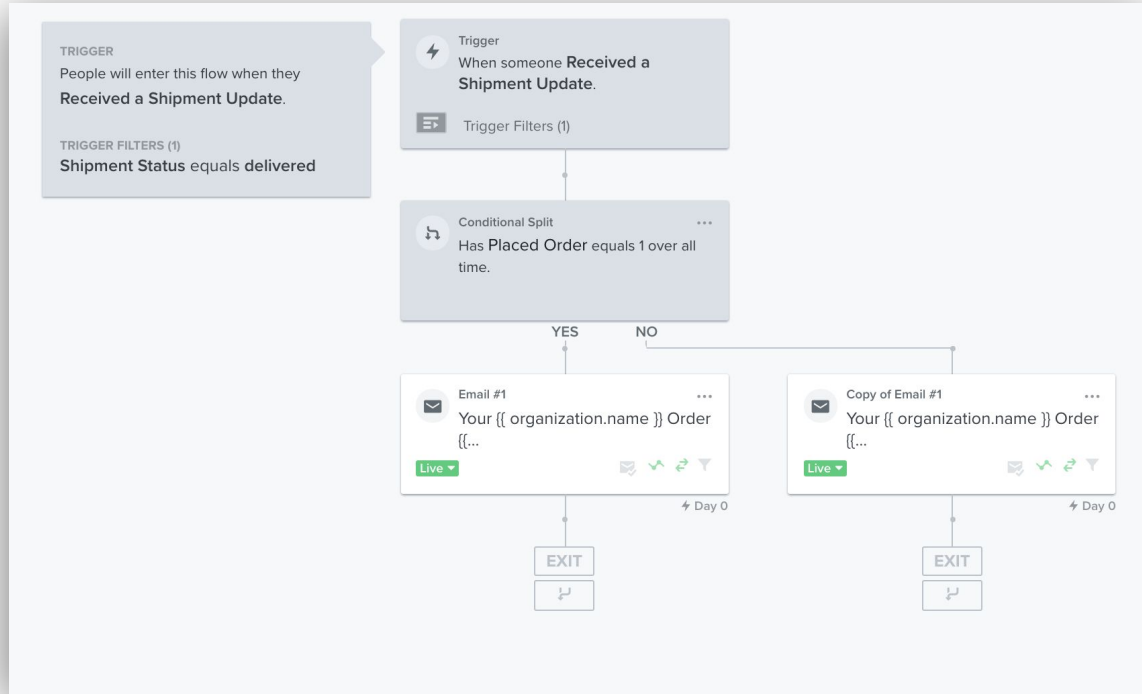 TRIGGER
People will enter this flow when they
Received a Shipment Update.
TRIGGER FILTERS (1)
Shipment Status equals delivered
Trigger
When someone Received a
Shipment Update.
Trigger Filters (1)
Conditional Split
Has Placed Order equals 1 over all
time.
YES NO
Email #1
Your {{ organization.name }} Order
{{...
Live
Day 0
EXIT
Copy of Email #1
Your {{ organization.name }} Order
{{...
Live
Day 0
EXIT